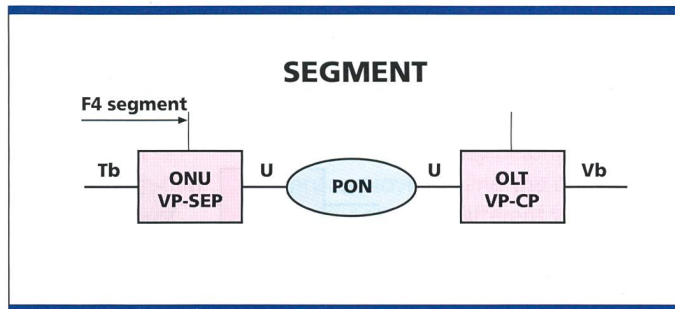 SEGMENT
F4 segment
Tb
ONU
VP-SEP
U
PON
U
OLT
VP-CP
Vb